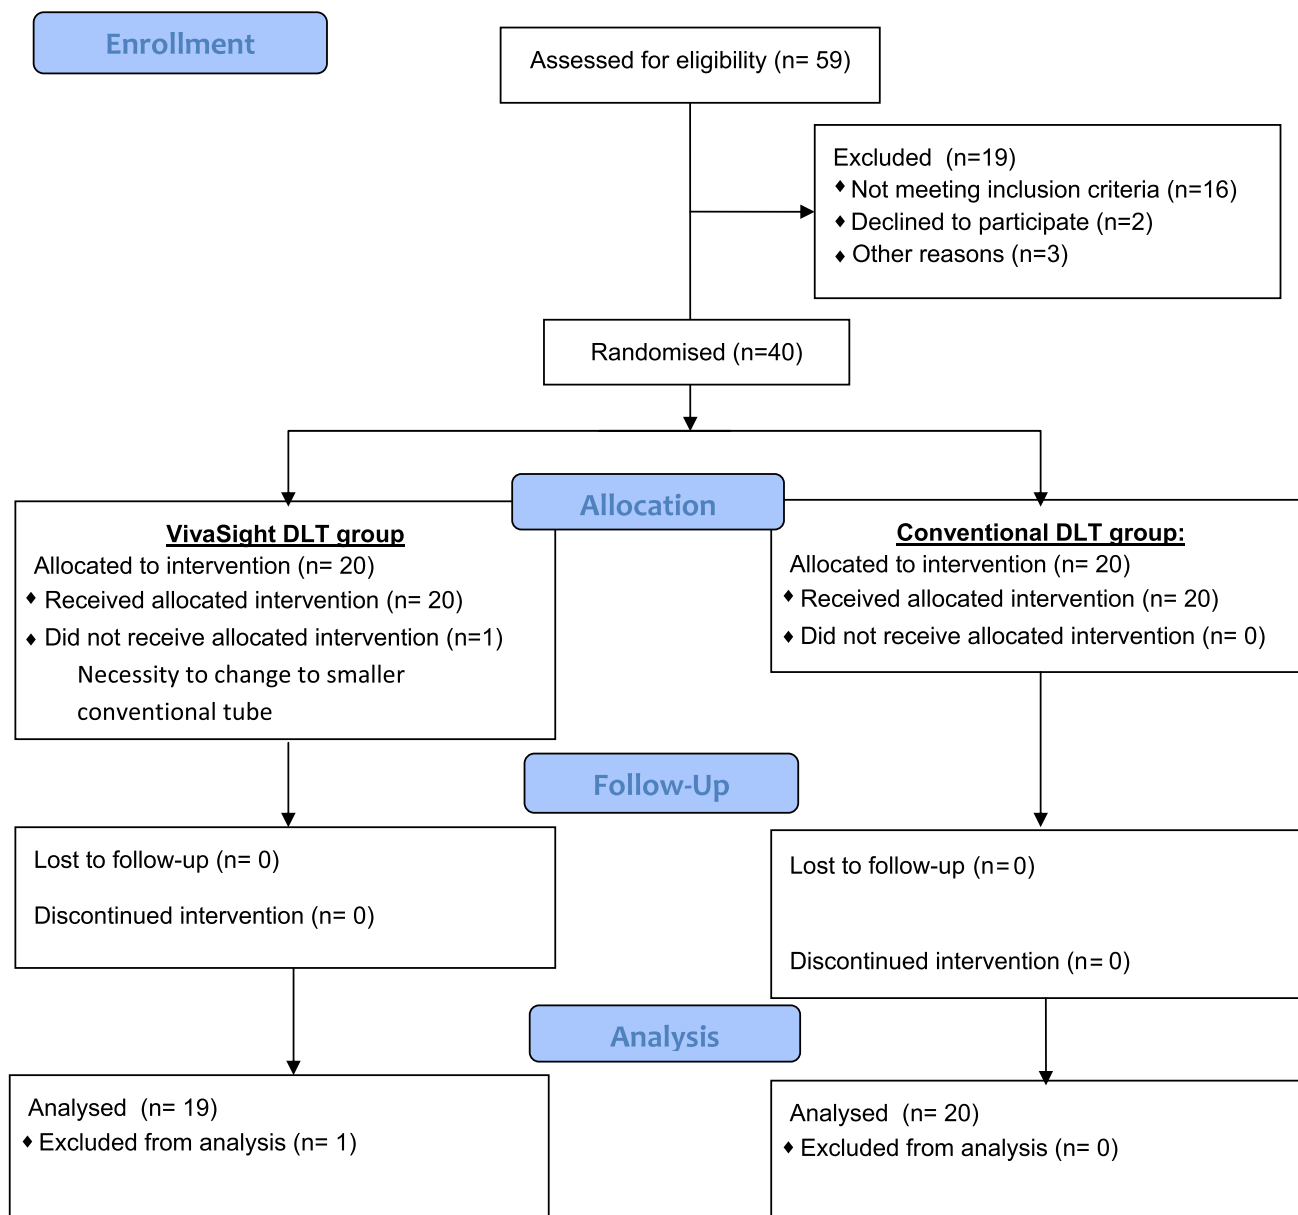 Enrollment
Assessed for eligibility (n= 59)
Excluded (n=19)
♦ Not meeting inclusion criteria (n=16)
♦ Declined to participate (n=2)
♦ Other reasons (n=3)
Randomised (n=40)
Allocation
VivaSight DLT group
Allocated to intervention (n= 20)
♦ Received allocated intervention (n= 20)
♦ Did not receive allocated intervention (n=1)
Necessity to change to smaller
conventional tube
Conventional DLT group:
Allocated to intervention (n= 20)
♦ Received allocated intervention (n= 20)
♦ Did not receive allocated intervention (n= 0)
Follow-Up
Lost to follow-up (n= 0)
Discontinued intervention (n= 0)
Lost to follow-up (n= 0)
Discontinued intervention (n= 0)
Analysis
Analysed (n= 19)
♦ Excluded from analysis (n= 1)
Analysed (n= 20)
♦ Excluded from analysis (n= 0)